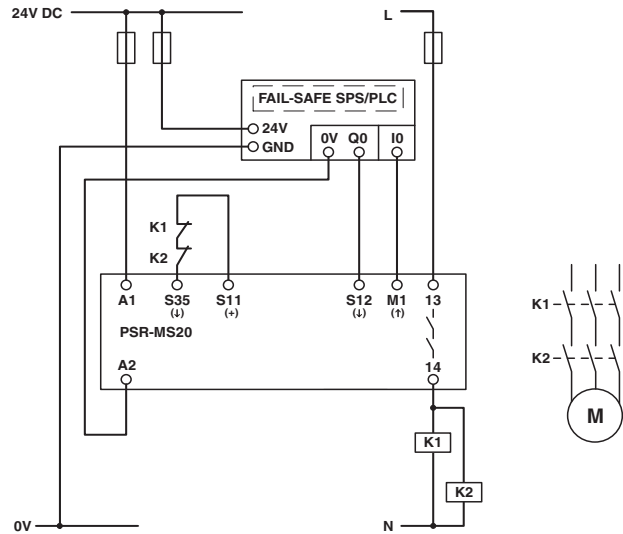 24V DC
L
FAIL-SAFE SPS/PLC
24V
GND
0V Q0 I0
K1
K2
A1 S35 S11 S12 M1 13
(↓) (+) (↓) (↑)
PSR-MS20
A2 14
K1
K2
0V N
K1
K2
M